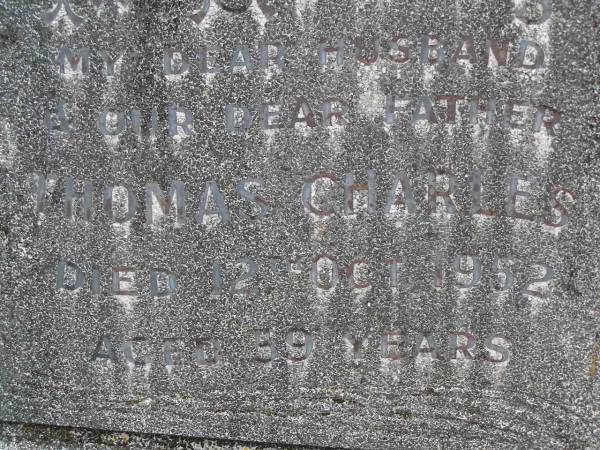 MY DEAR HUSBAND
& OUR DEAR FATHER
THOMAS CHARLES
DIED 12TH OCT. 1952
AGED 59 YEARS